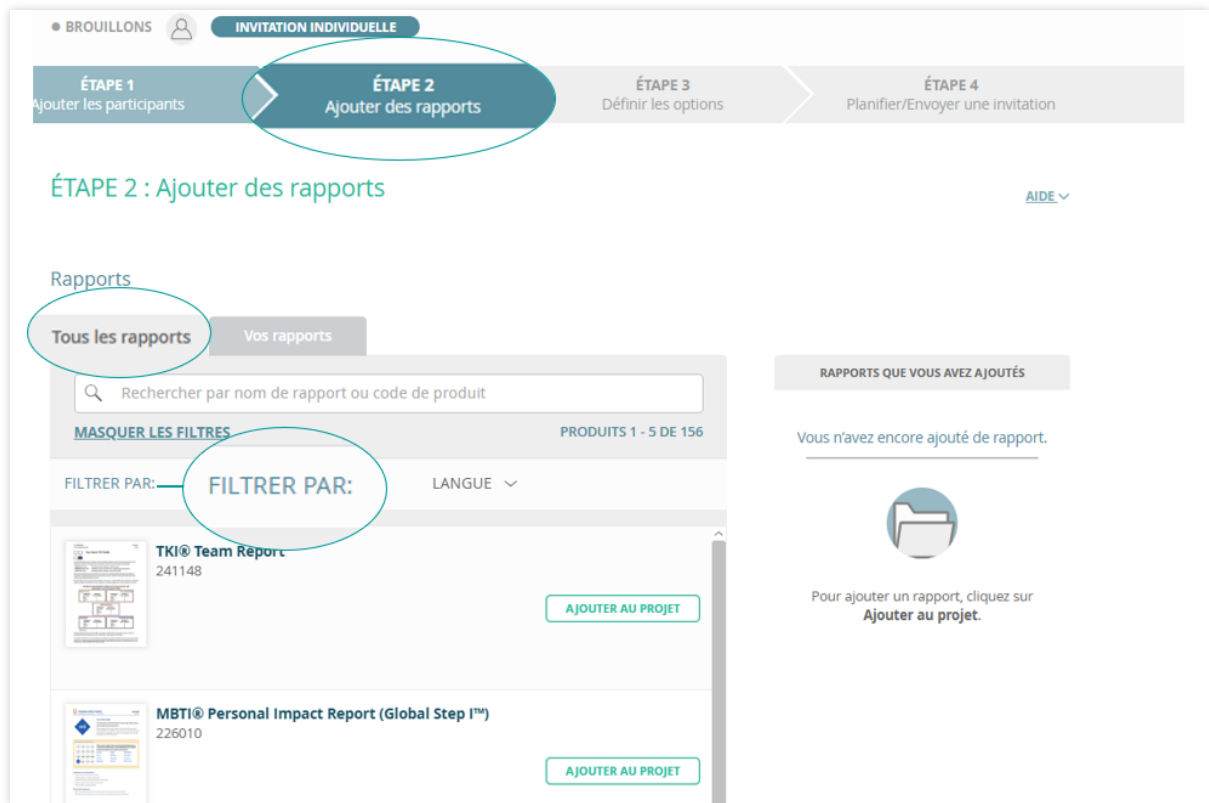 BROUILLONS
INVITATION INDIVIDUELLE
ÉTAPE 1
Ajouter les participants
ÉTAPE 2
Ajouter des rapports
ÉTAPE 3
Définir les options
ÉTAPE 4
Planifier/Envoyer une invitation
ÉTAPE 2 : Ajouter des rapports
AIDE
Rapports
Tous les rapports
Vos rapports
Rechercher par nom de rapport ou code de produit
MASQUER LES FILTRES
PRODUITS 1 - 5 DE 156
FILTRER PAR:
FILTRER PAR:
LANGUE
TKI® Team Report
241148
AJOUTER AU PROJET
MBTI® Personal Impact Report (Global Step I™)
226010
AJOUTER AU PROJET
RAPPORTS QUE VOUS AVEZ AJOUTÉS
Vous n'avez encore ajouté de rapport.
Pour ajouter un rapport, cliquez sur
Ajouter au projet.